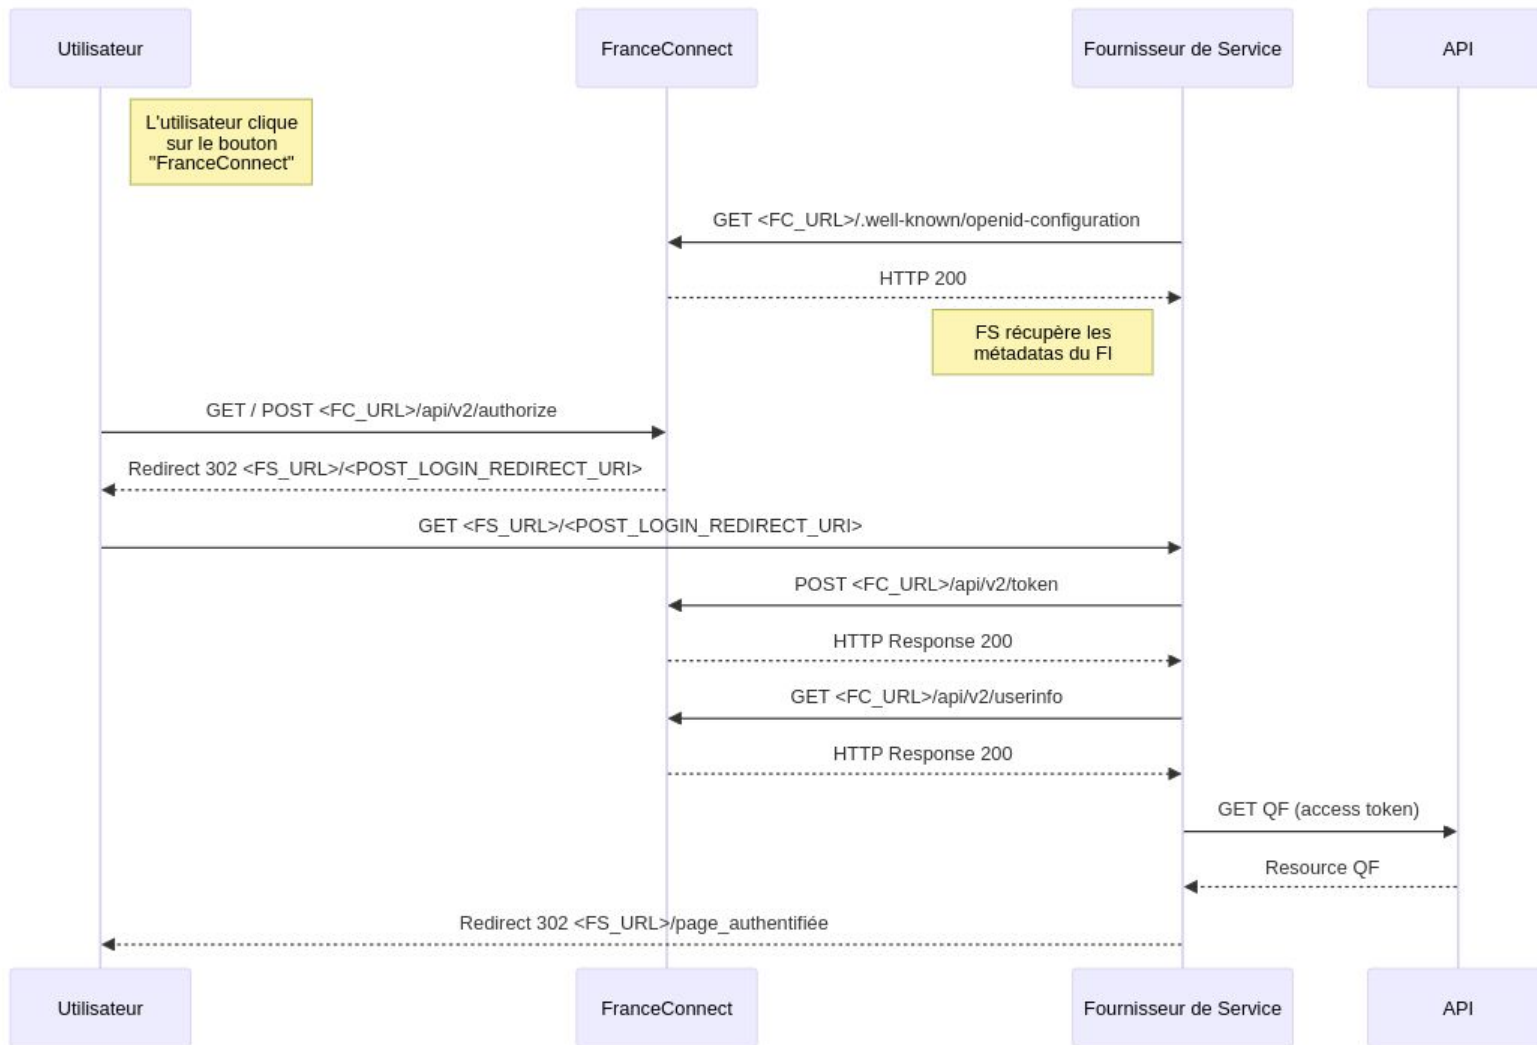 Utilisateur
FranceConnect
Fournisseur de Service
API
L'utilisateur clique
sur le bouton
"FranceConnect"
GET <FC_URL>/.well-known/openid-configuration
HTTP 200
FS récupère les
métadatas du FI
GET / POST <FC_URL>/api/v2/authorize
Redirect 302 <FS_URL>/<POST_LOGIN_REDIRECT_URI>
GET <FS_URL>/<POST_LOGIN_REDIRECT_URI>
POST <FC_URL>/api/v2/token
HTTP Response 200
GET <FC_URL>/api/v2/userinfo
HTTP Response 200
GET QF (access token)
Resource QF
Redirect 302 <FS_URL>/page_authentifiée
Utilisateur
FranceConnect
Fournisseur de Service
API